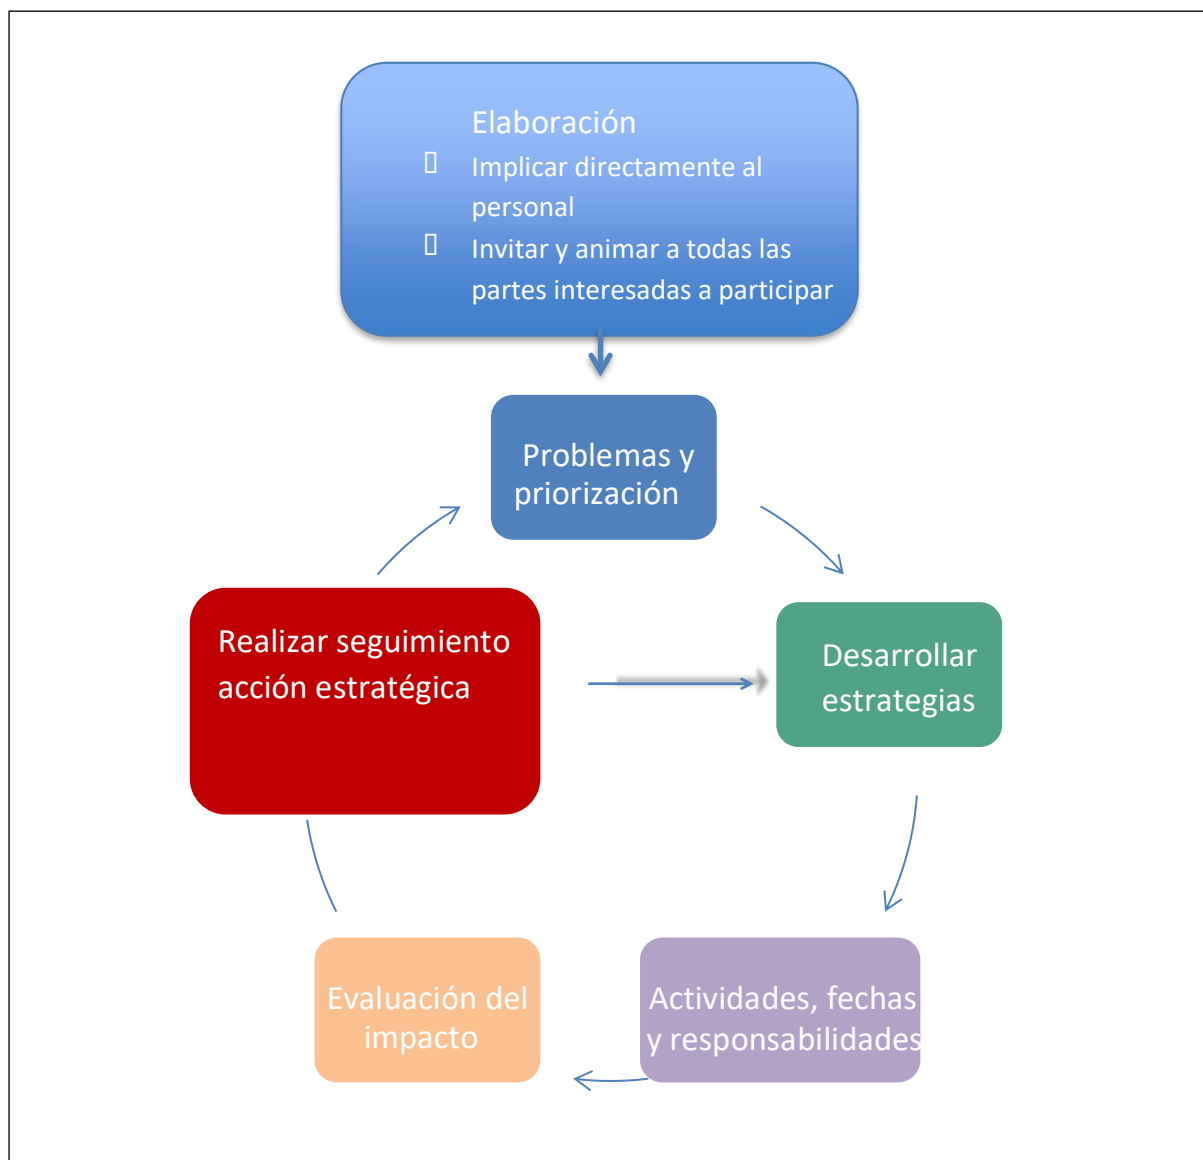 Elaboración
Implicar directamente al
personal
Invitar y animar a todas las
partes interesadas a participar
Problemas y
priorización
Realizar seguimiento
acción estratégica
Desarrollar
estrategias
Evaluación del
impacto
Actividades, fechas
y responsabilidades